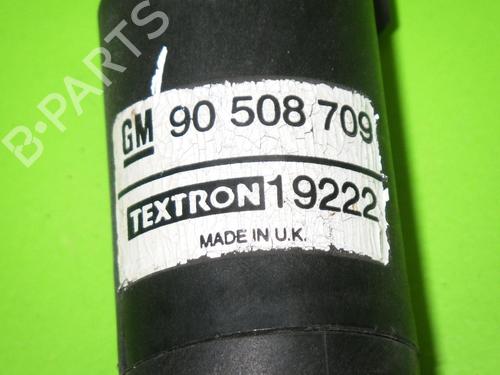 GM 90 508 709
TEXTRON 19222
MADE IN U.K.
B-PARTS